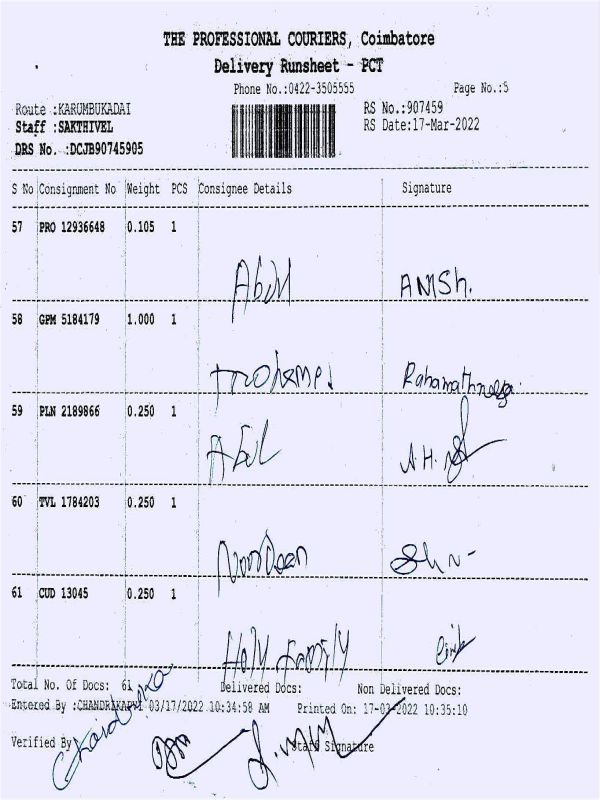 THE PROFESSIONAL COURIERS, Coimbatore
Delivery Runsheet - PCT
Phone No.:0422-3505555 Page No.:5
Route :KARUMBUKADAI RS No.:907459
Staff :SAKTHIVEL RS Date:17-Mar-2022
DRS No. :DCJB90745905
S No Consignment No Weight PCS Consignee Details Signature
57 PRO 12936648 0.105 1
Abul ANISh.
58 GPM 5184179 1.000 1
Mohamed
59 PLN 2189866 0.250 1
Abul A.H.
60 TVL 1784203 0.250 1
Noordeen
61 CUD 13045 0.250 1
Holy Family
Total No. Of Docs: 61 Delivered Docs: Non Delivered Docs:
Entered By :CHANDRIKAPVI 03/17/2022 10:34:58 AM Printed On: 17-03-2022 10:35:10
Verified By Staff Signature
Chandrika